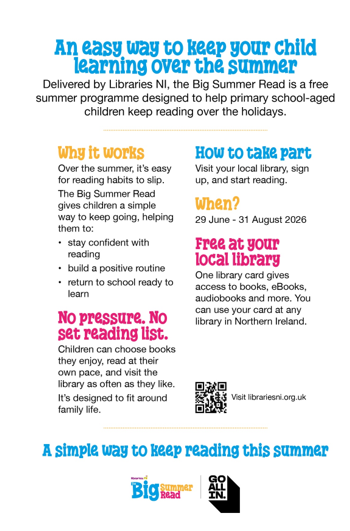 An easy way to keep your child
learning over the summer
Delivered by Libraries NI, the Big Summer Read is a free
summer programme designed to help primary school-aged
children keep reading over the holidays.
Why it works
Over the summer, it's easy
for reading habits to slip.
The Big Summer Read
gives children a simple
way to keep going, helping
them to:
• stay confident with
reading
• build a positive routine
• return to school ready to
learn
No pressure. No
set reading list.
Children can choose books
they enjoy, read at their
own pace, and visit the
library as often as they like.
It's designed to fit around
family life.
How to take part
Visit your local library, sign
up, and start reading.
When?
29 June - 31 August 2026
Free at your
local library
One library card gives
access to books, eBooks,
audiobooks and more. You
can use your card at any
library in Northern Ireland.
Visit librariesni.org.uk
A simple way to keep reading this summer
Big Summer
Read
GO
ALL
IN.